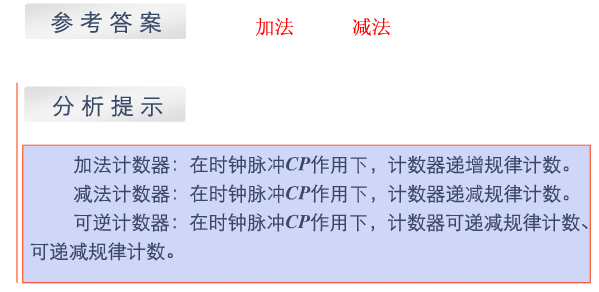 参考答案
加法 减法
分析提示
加法计数器：在时钟脉冲CP作用下，计数器递增规律计数。
减法计数器：在时钟脉冲CP作用下，计数器递减规律计数。
可逆计数器：在时钟脉冲CP作用下，计数器可递减规律计数、
可递减规律计数。